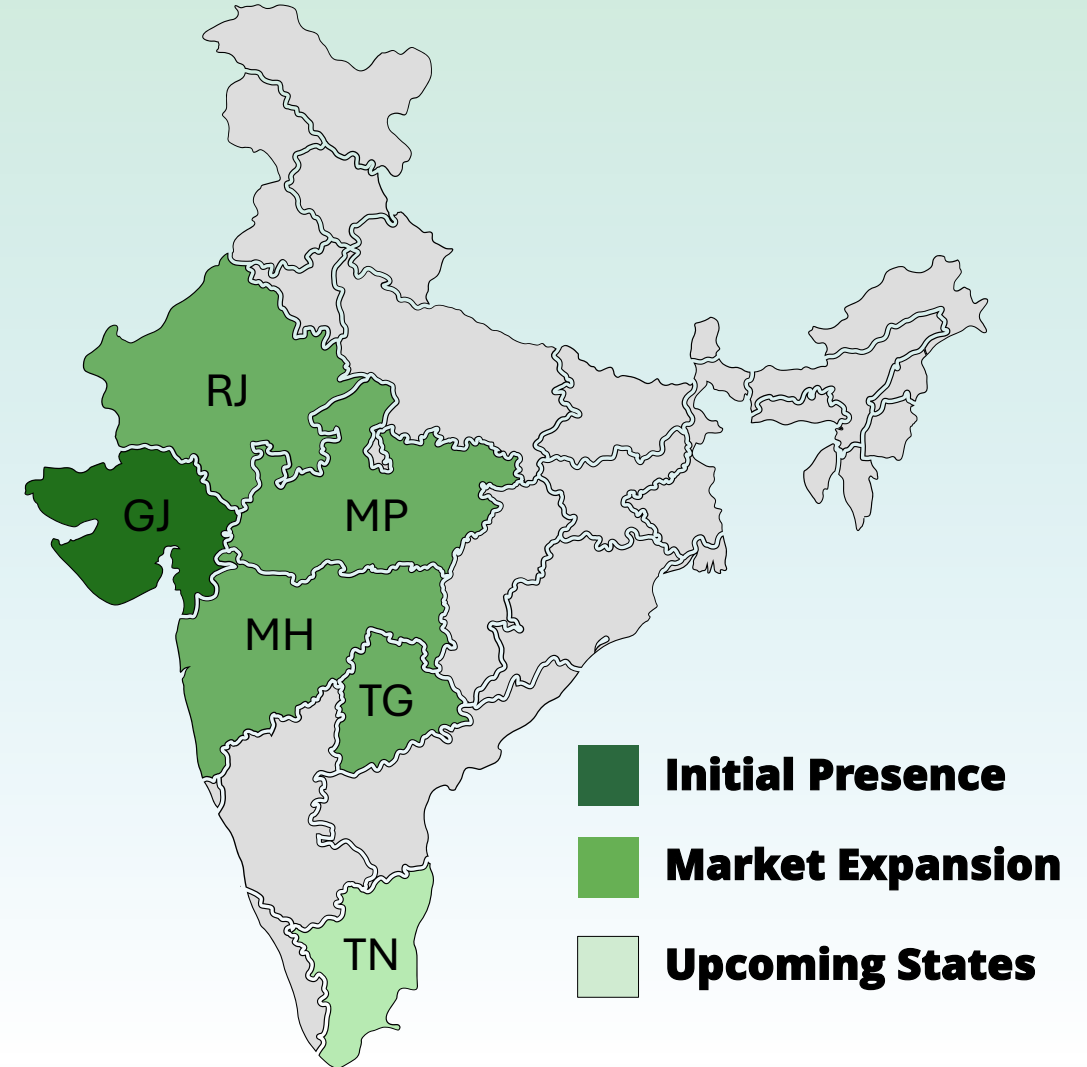 RJ
GJ
MP
MH
TG
Initial Presence
Market Expansion
TN
Upcoming States